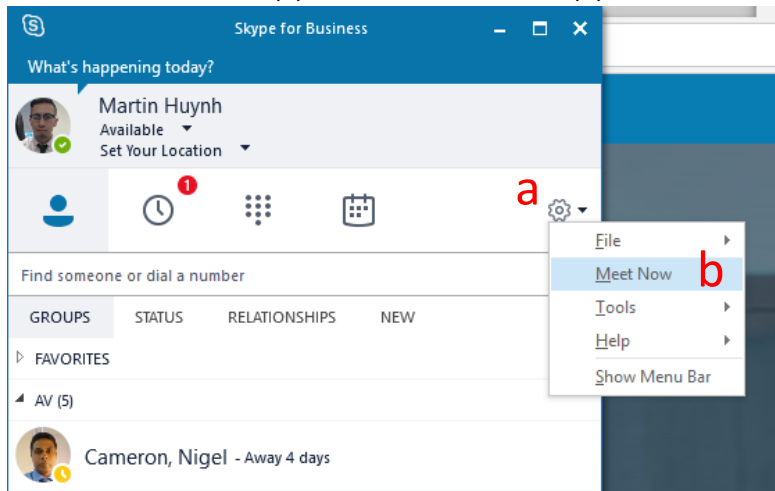 Skype for Business
What's happening today?
Martin Huynh
Available
Set Your Location
1
a
File
Find someone or dial a number
Meet Now b
Tools
GROUPS STATUS RELATIONSHIPS NEW
Help
FAVORITES
Show Menu Bar
AV (5)
Cameron, Nigel - Away 4 days